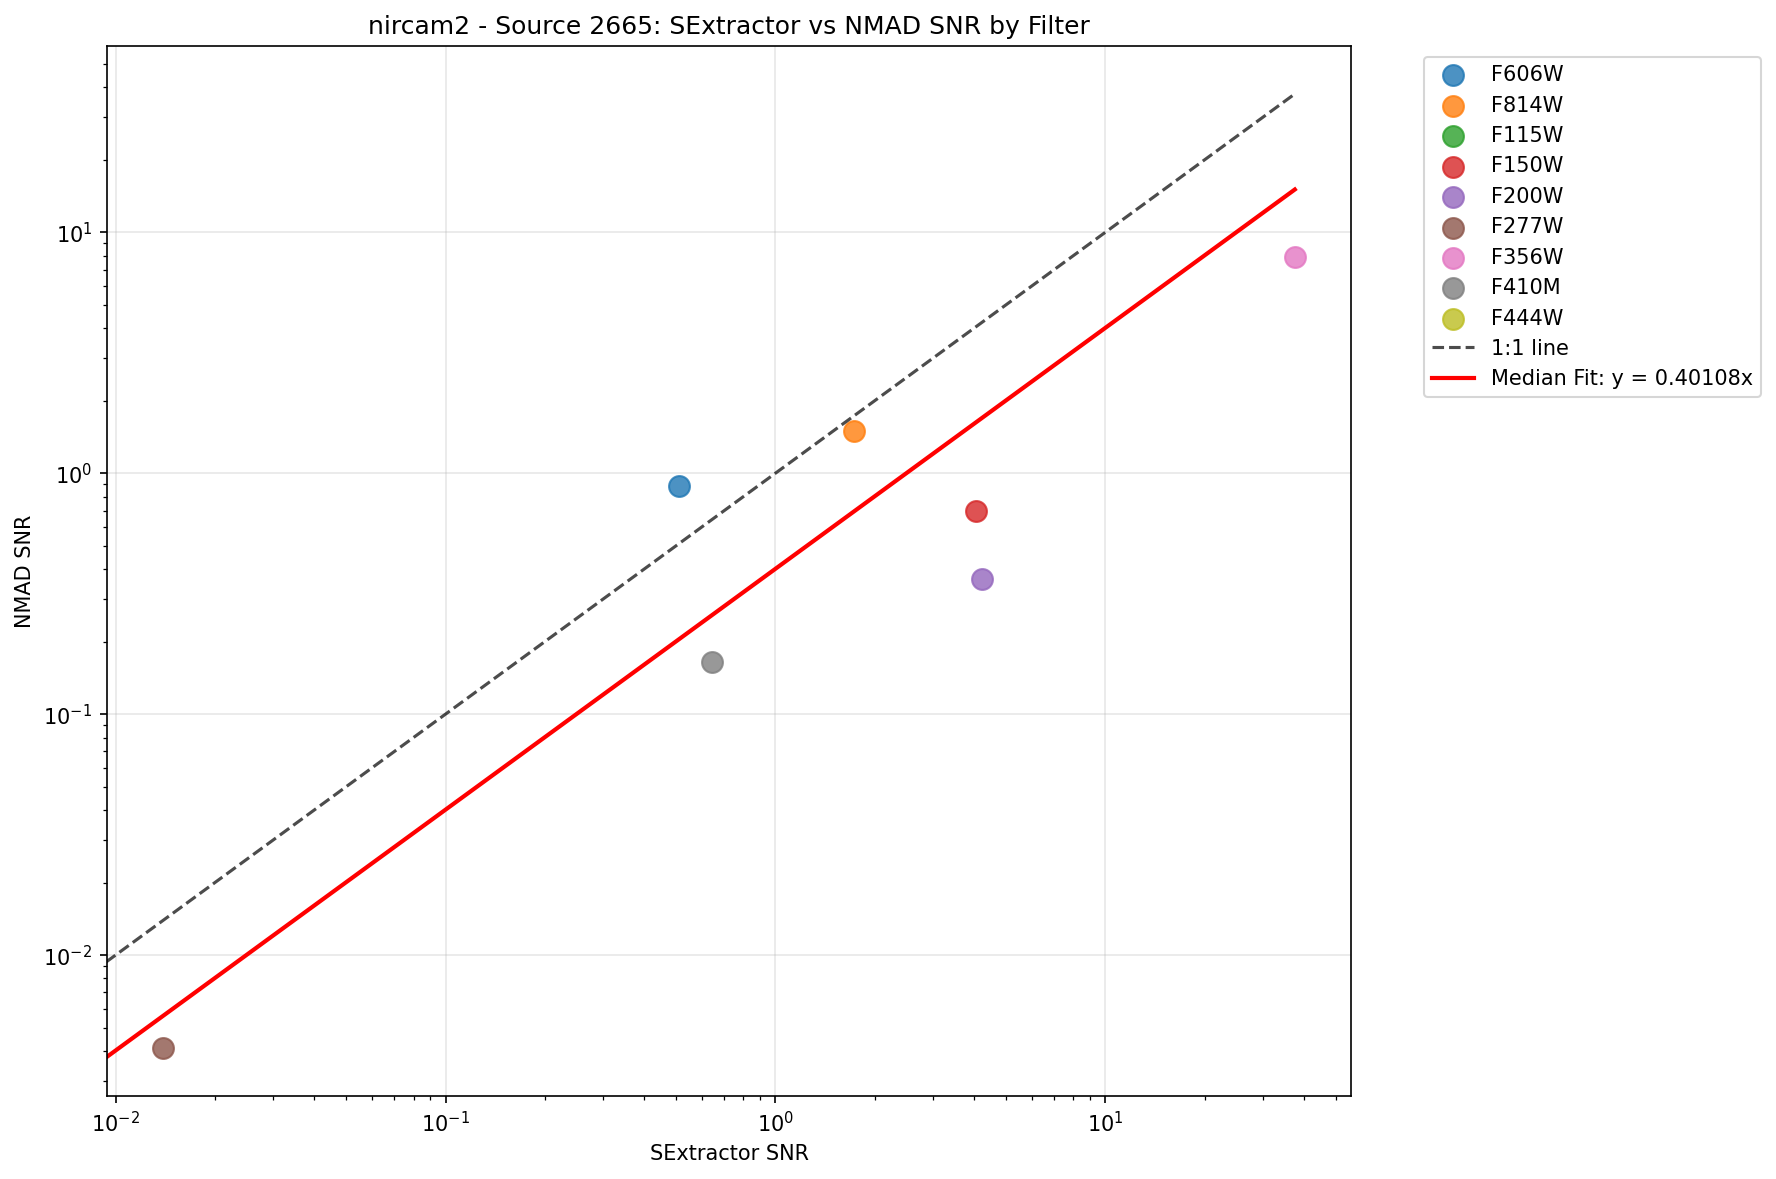 nircam2 - Source 2665: SExtractor vs NMAD SNR by Filter
F606W
F814W
F115W
F150W
F200W
F277W
F356W
F410M
F444W
1:1 line
Median Fit: y = 0.40108x
NMAD SNR
10¹
10⁰
10⁻¹
10⁻²
10⁻² 10⁻¹ 10⁰ 10¹
SExtractor SNR